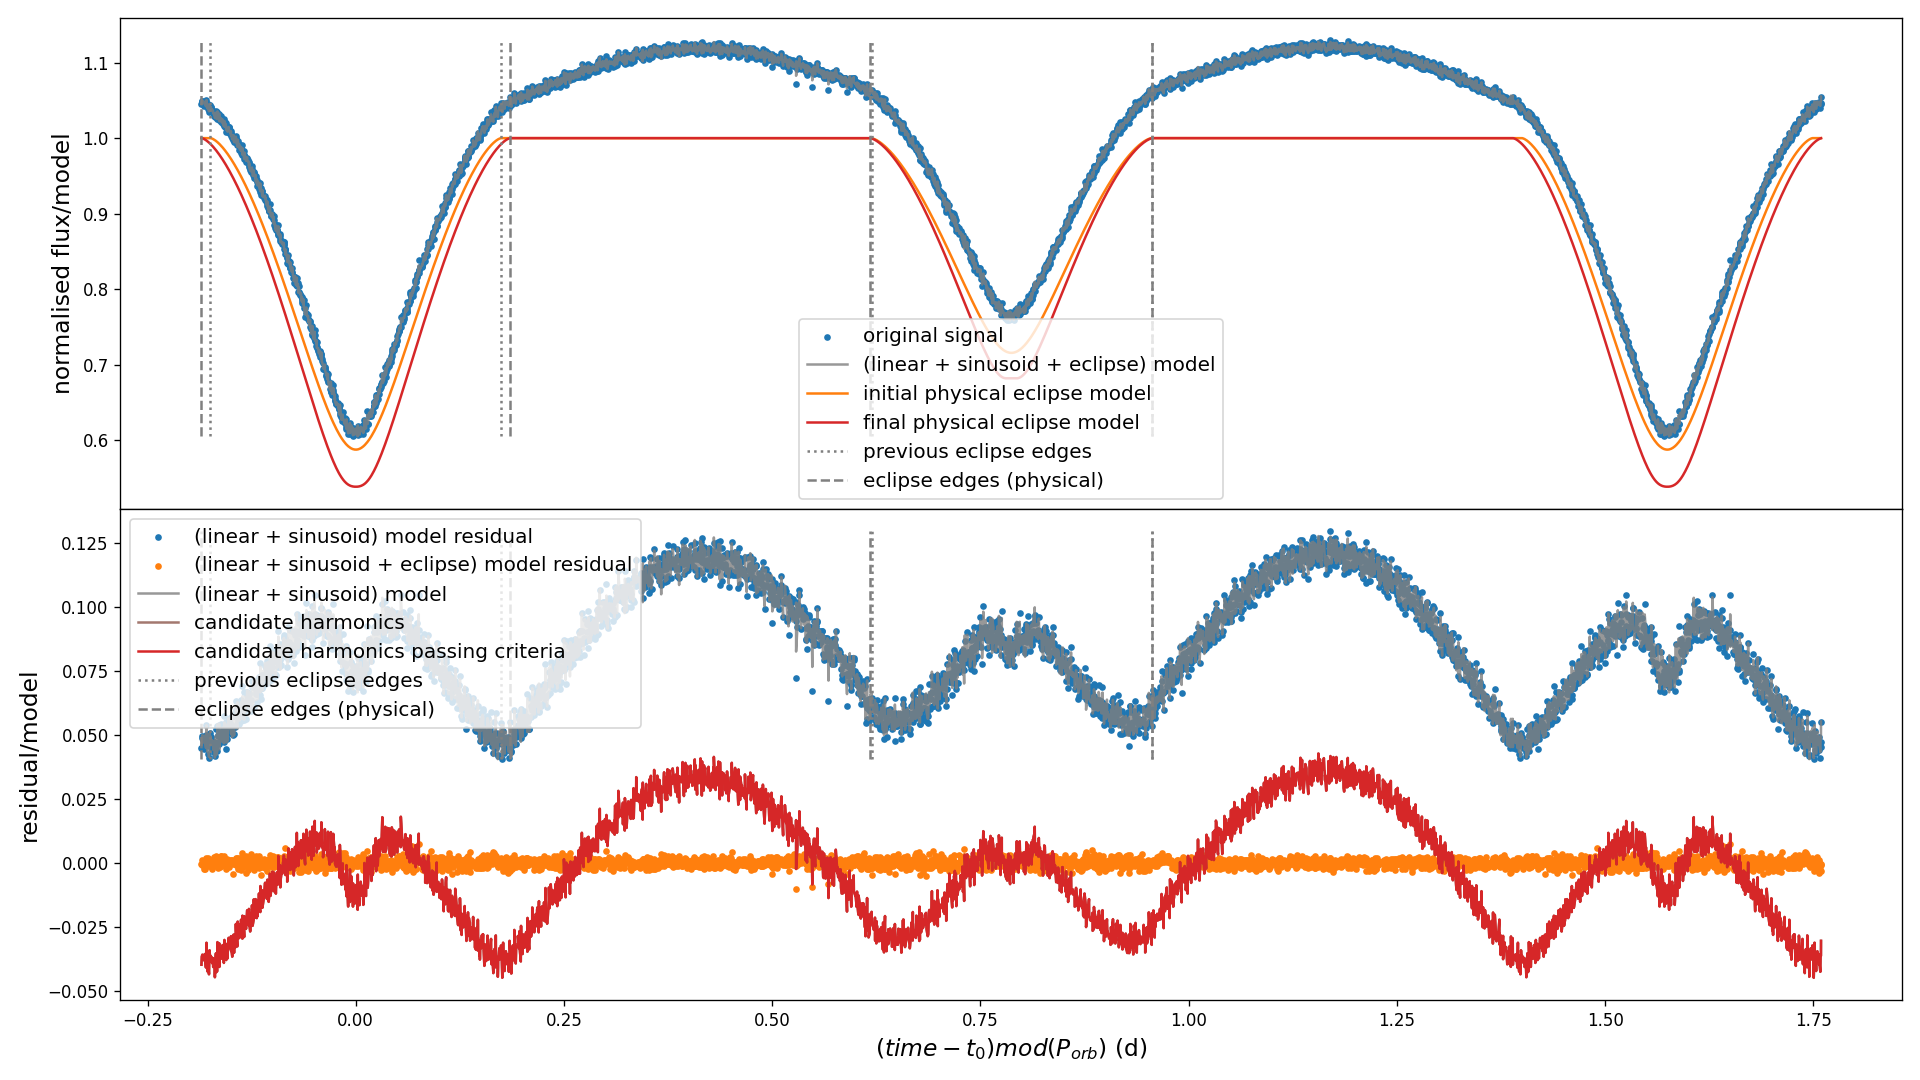 normalised flux/model
1.1
1.0
0.9
0.8
0.7
0.6
original signal
(linear + sinusoid + eclipse) model
initial physical eclipse model
final physical eclipse model
previous eclipse edges
eclipse edges (physical)
residual/model
0.125
0.100
0.075
0.050
0.025
0.000
−0.025
−0.050
(linear + sinusoid) model residual
(linear + sinusoid + eclipse) model residual
(linear + sinusoid) model
candidate harmonics
candidate harmonics passing criteria
previous eclipse edges
eclipse edges (physical)
−0.25 0.00 0.25 0.50 0.75 1.00 1.25 1.50 1.75
(time − t₀)mod(Pₒᵣb) (d)